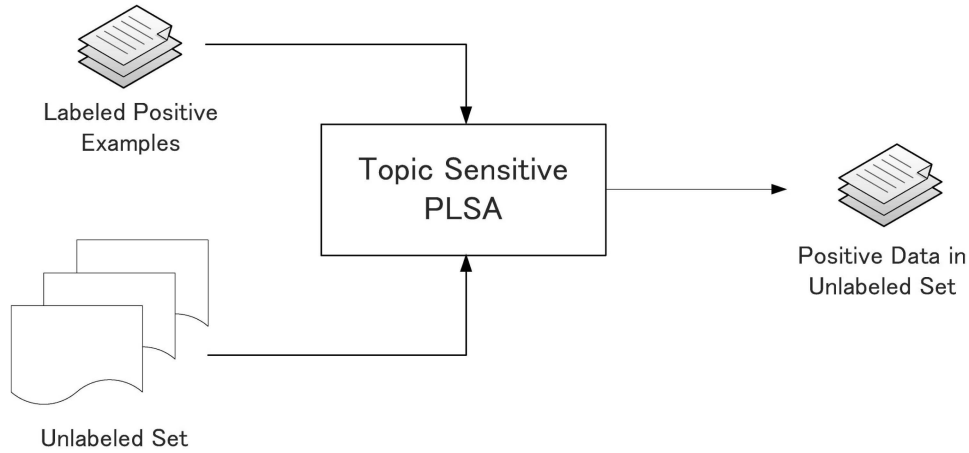 Labeled Positive
Examples
Topic Sensitive
PLSA
Positive Data in
Unlabeled Set
Unlabeled Set